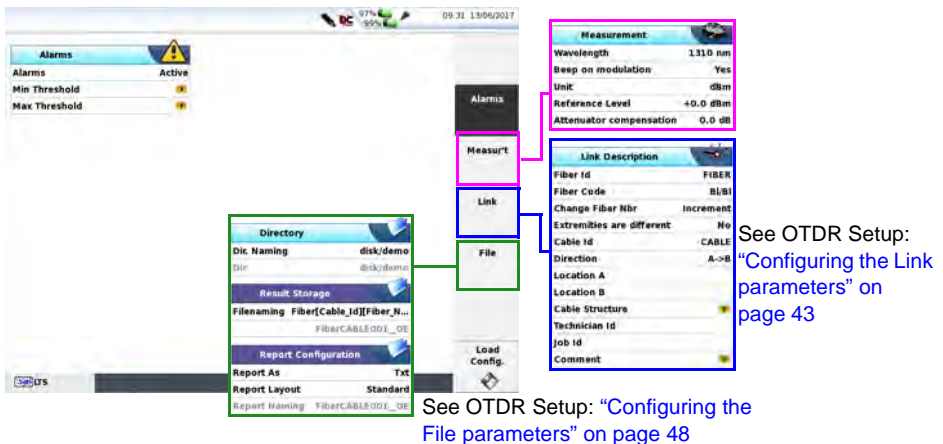 97%
DC 99%
09:31 13/06/2017
Alarms
Alarms Active
Min Threshold
Max Threshold
Alarms
Measur't
Link
File
Load
Config.
LTS
Measurement
Wavelength 1310 nm
Beep on modulation Yes
Unit dBm
Reference Level +0.0 dBm
Attenuator compensation 0.0 dB
Link Description
Fiber Id FIBER
Fiber Code Bl/Bl
Change Fiber Nbr Increment
Extremities are different No
Cable Id CABLE
Direction A->B
Location A
Location B
Cable Structure
Technician Id
Job Id
Comment
See OTDR Setup:
“Configuring the Link
parameters” on
page 43
Directory
Dir. Naming disk/demo
Dir. disk/demo
Result Storage
Filenaming Fiber[Cable_Id][Fiber_N...
FiberCABLE001_OE
Report Configuration
Report As Txt
Report Layout Standard
Report Naming FiberCABLE001_OE
See OTDR Setup: “Configuring the
File parameters” on page 48